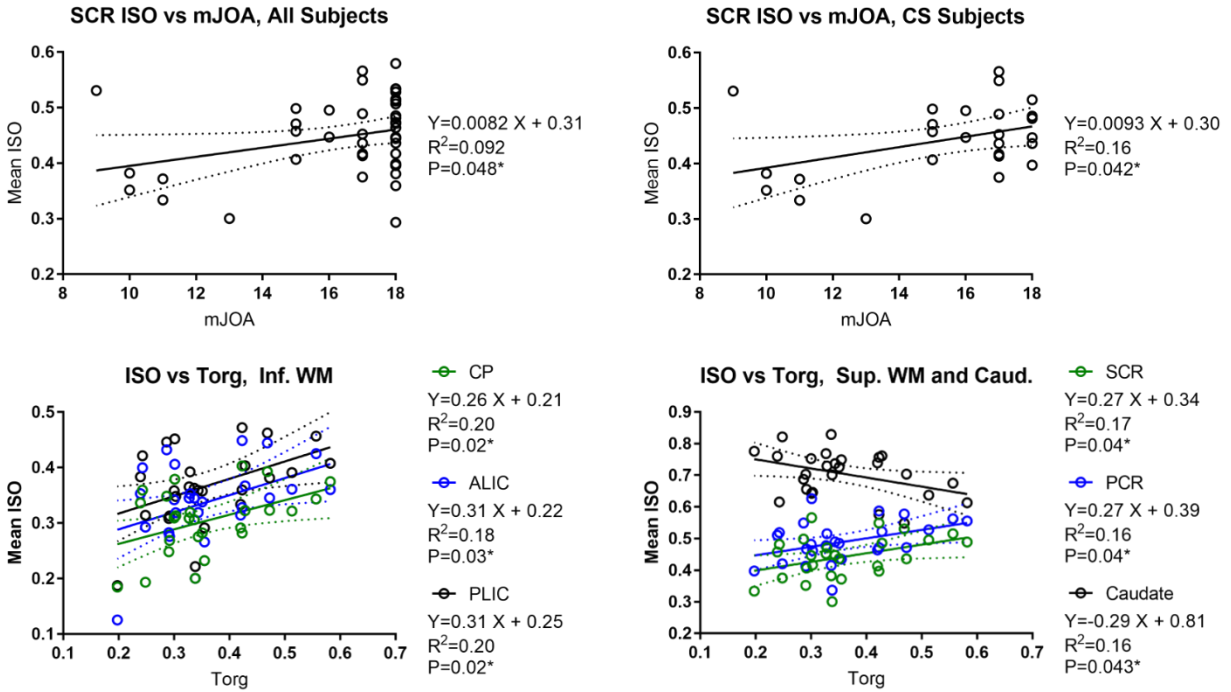 SCR ISO vs mJOA, All Subjects
Mean ISO
0.6
0.5
0.4
0.3
0.2
8 10 12 14 16 18
mJOA
Y=0.0082 X + 0.31
R²=0.092
P=0.048*
SCR ISO vs mJOA, CS Subjects
Mean ISO
0.6
0.5
0.4
0.3
0.2
8 10 12 14 16 18
mJOA
Y=0.0093 X + 0.30
R²=0.16
P=0.042*
ISO vs Torg, Inf. WM
Mean ISO
0.5
0.4
0.3
0.2
0.1
0.1 0.2 0.3 0.4 0.5 0.6 0.7
Torg
CP
Y=0.26 X + 0.21
R²=0.20
P=0.02*
ALIC
Y=0.31 X + 0.22
R²=0.18
P=0.03*
PLIC
Y=0.31 X + 0.25
R²=0.20
P=0.02*
ISO vs Torg, Sup. WM and Caud.
Mean ISO
0.9
0.8
0.7
0.6
0.5
0.4
0.3
0.2
0.1 0.2 0.3 0.4 0.5 0.6 0.7
Torg
SCR
Y=0.27 X + 0.34
R²=0.17
P=0.04*
PCR
Y=0.27 X + 0.39
R²=0.16
P=0.04*
Caudate
Y=-0.29 X + 0.81
R²=0.16
P=0.043*